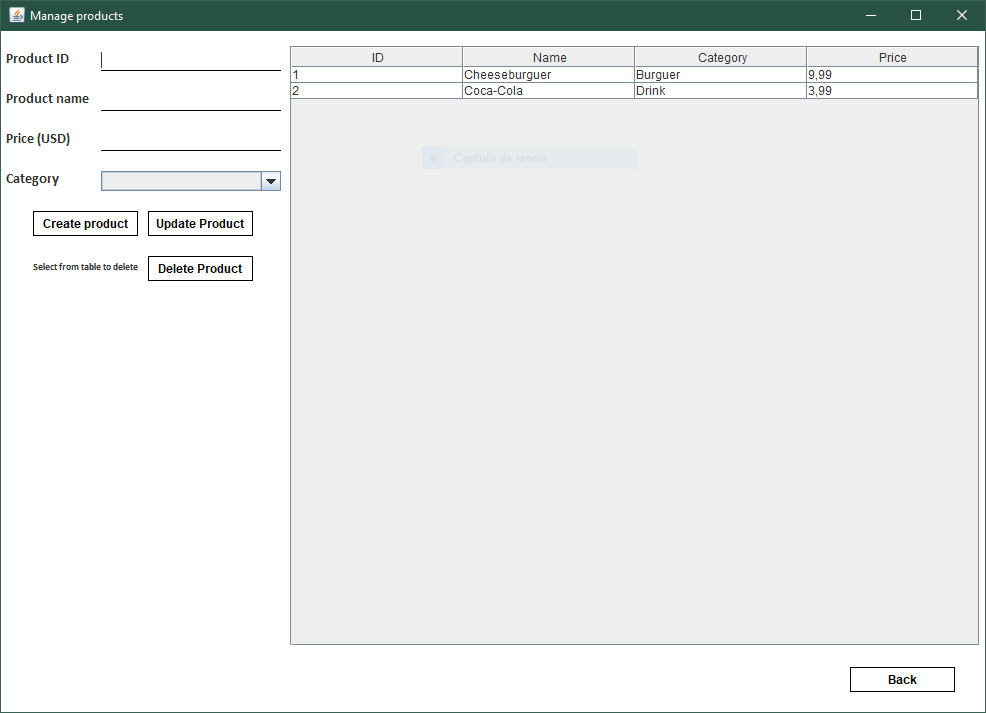 Manage products
Product ID
Product name
Price (USD)
Category
Create product Update Product
Select from table to delete Delete Product
ID Name Category Price
1 Cheeseburguer Burguer 9,99
2 Coca-Cola Drink 3,99
Captura de Janela
Back